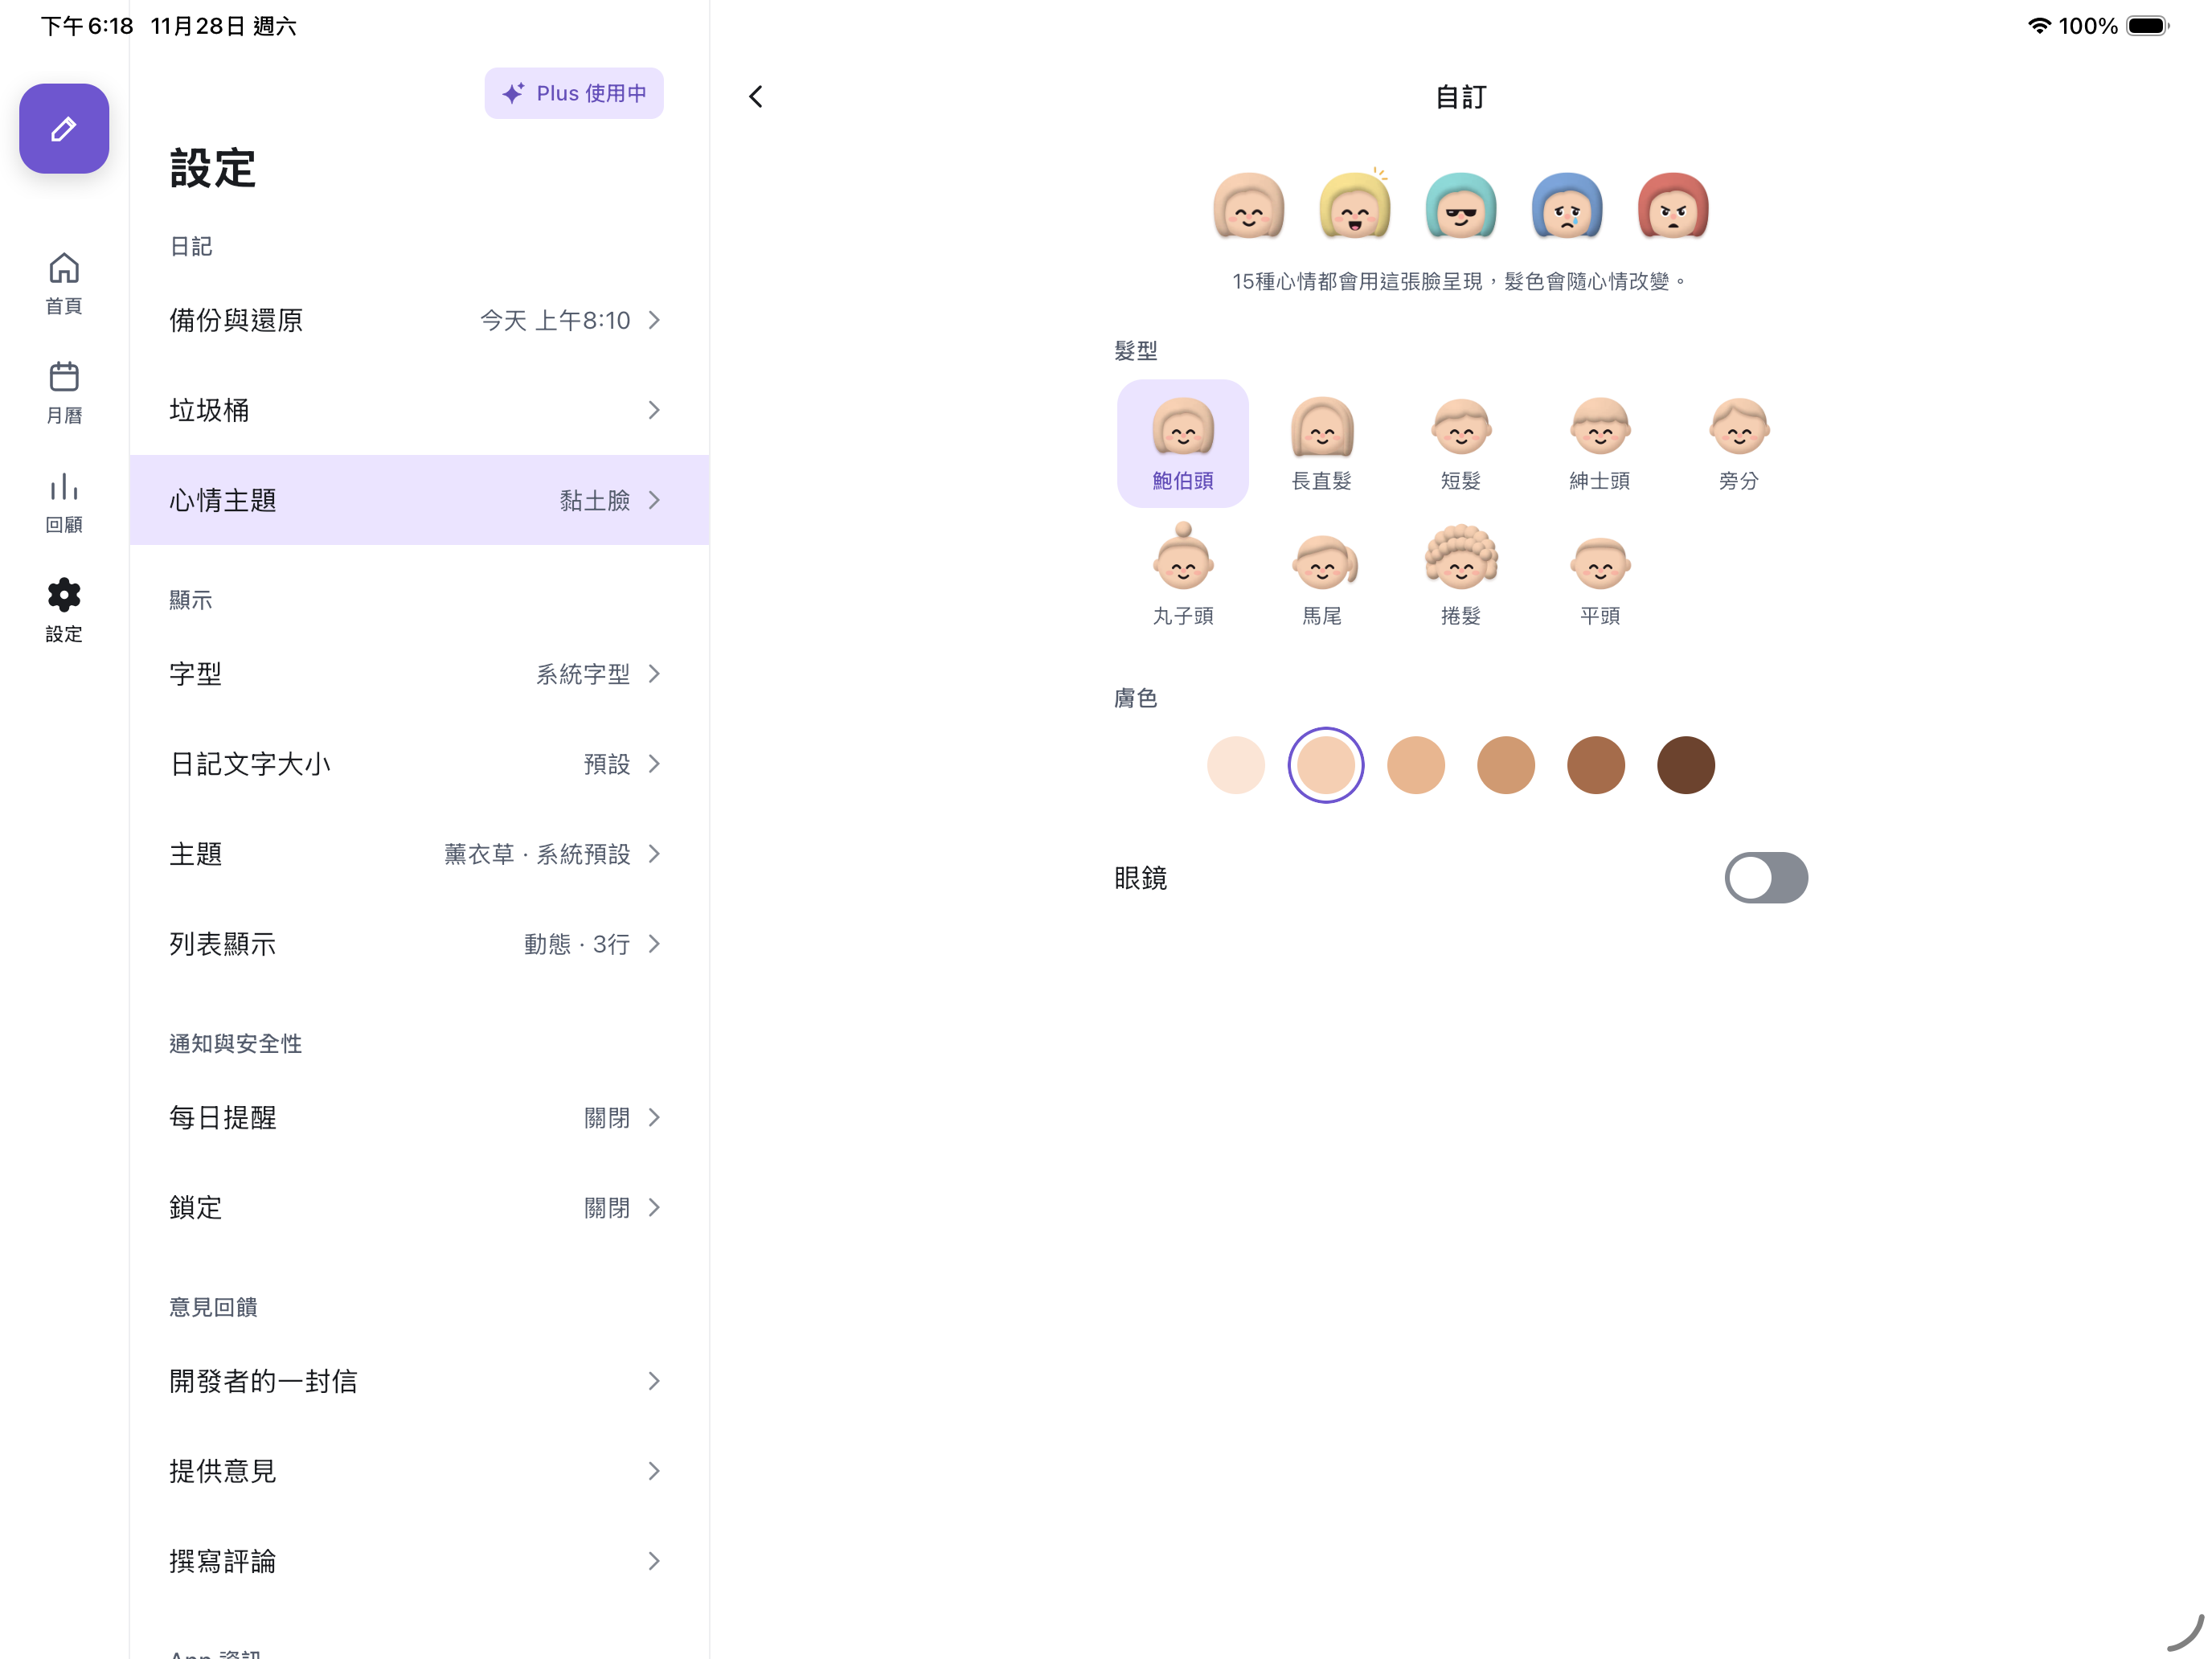 下午6:18 11月28日 週六
100%
Plus 使用中
設定
首頁
月曆
回顧
設定
日記
備份與還原 今天 上午8:10
垃圾桶
心情主題 黏土臉
顯示
字型 系統字型
日記文字大小 預設
主題 薰衣草 · 系統預設
列表顯示 動態 · 3行
通知與安全性
每日提醒 關閉
鎖定 關閉
意見回饋
開發者的一封信
提供意見
撰寫評論
App 資訊
自訂
15種心情都會用這張臉呈現，髮色會隨心情改變。
髮型
鮑伯頭 長直髮 短髮 紳士頭 旁分
丸子頭 馬尾 捲髮 平頭
膚色
眼鏡